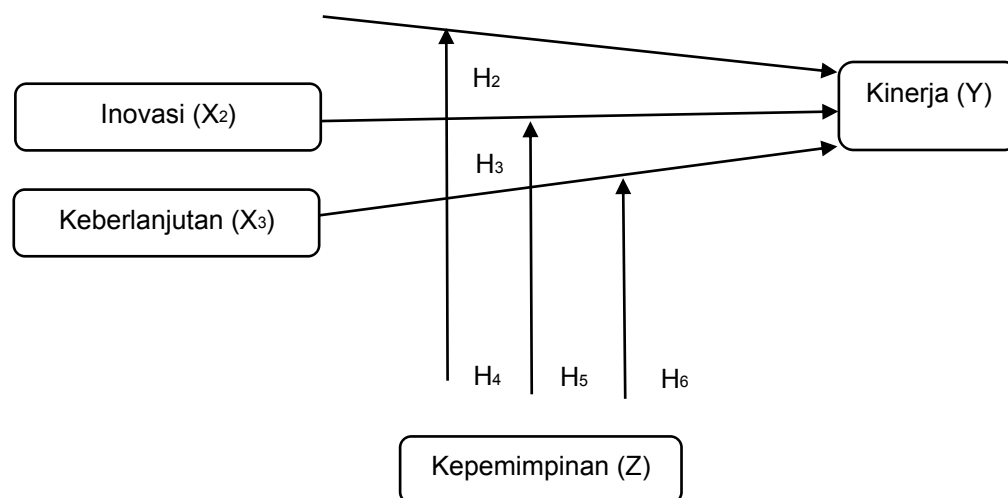 H₂
Kinerja (Y)
Inovasi (X₂)
H₃
Keberlanjutan (X₃)
H₄
H₅
H₆
Kepemimpinan (Z)